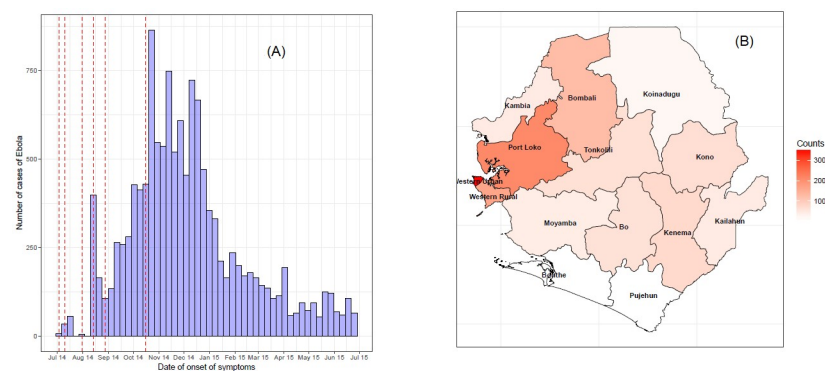 (A)
Number of cases of Ebola
750
500
250
0
Jul 14 Aug 14 Sep 14 Oct 14 Nov 14 Dec 14 Jan 15 Feb 15 Mar 15 Apr 15 May 15 Jun 15 Jul 15
Date of onset of symptoms
(B)
Koinadugu
Bombali
Kambia
Port Loko
Tonkolili
Kono
Western Urban
Western Rural
Moyamba
Bo
Kenema
Kailahun
Bonthe
Pujehun
Counts
300
200
100